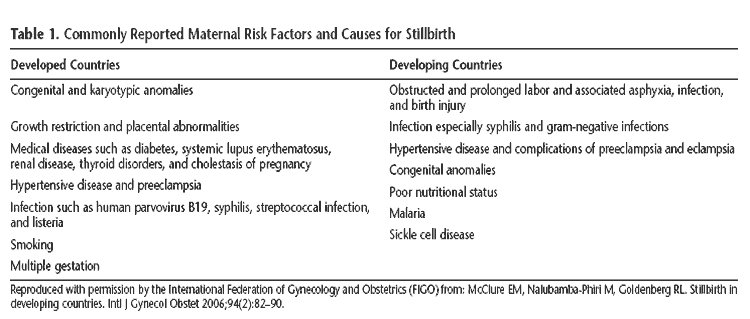 Table 1. Commonly Reported Maternal Risk Factors and Causes for Stillbirth
Developed Countries
Congenital and karyotypic anomalies
Growth restriction and placental abnormalities
Medical diseases such as diabetes, systemic lupus erythematosus,
renal disease, thyroid disorders, and cholestasis of pregnancy
Hypertensive disease and preeclampsia
Infection such as human parvovirus B19, syphilis, streptococcal infection,
and listeria
Smoking
Multiple gestation
Developing Countries
Obstructed and prolonged labor and associated asphyxia, infection,
and birth injury
Infection especially syphilis and gram-negative infections
Hypertensive disease and complications of preeclampsia and eclampsia
Congenital anomalies
Poor nutritional status
Malaria
Sickle cell disease
Reproduced with permission by the International Federation of Gynecology and Obstetrics (FIGO) from: McClure EM, Nalubamba-Phiri M, Goldenberg RL. Stillbirth in
developing countries. Intl J Gynecol Obstet 2006;94(2):82–90.